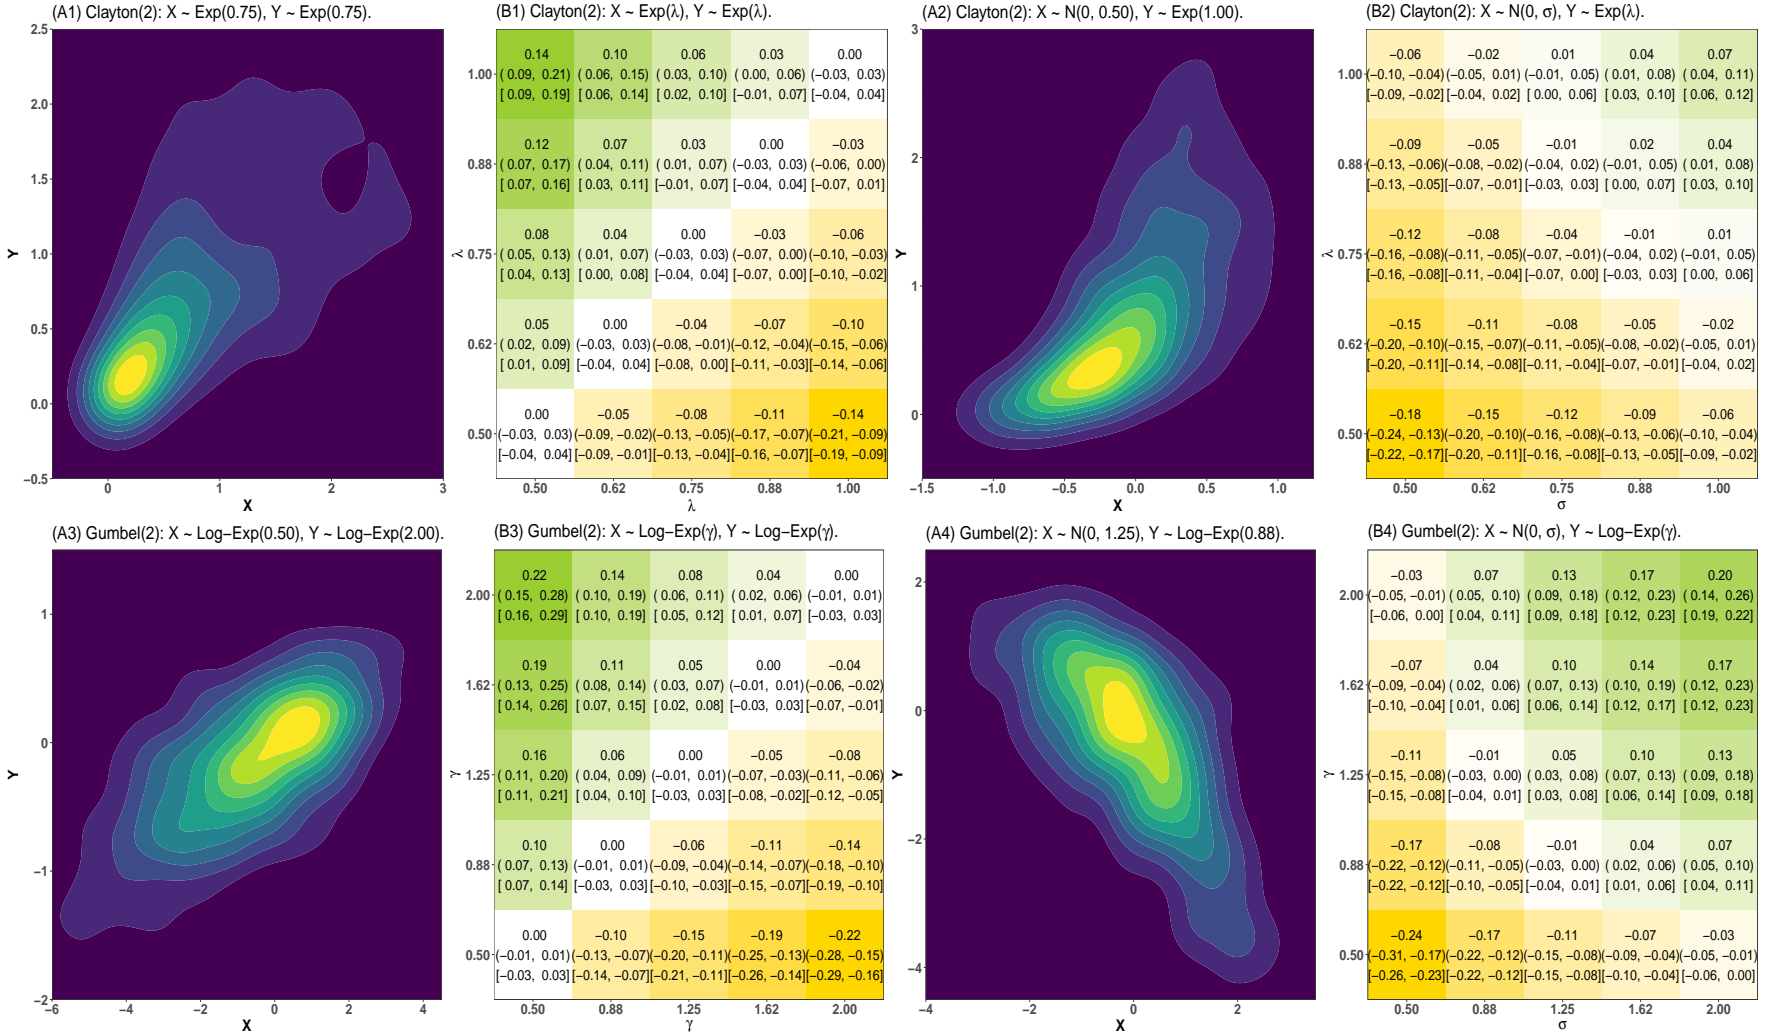 (A1) Clayton(2): X ~ Exp(0.75), Y ~ Exp(0.75).
2.5
2.0
1.5
1.0
0.5
0.0
−0.5
Y
0
1
2
3
X
(B1) Clayton(2): X ~ Exp(λ), Y ~ Exp(λ).
0.14 0.10 0.06 0.03 0.00
1.00 ( 0.09, 0.21) ( 0.06, 0.15) ( 0.03, 0.10) ( 0.00, 0.06) (−0.03, 0.03)
[ 0.09, 0.19] [ 0.06, 0.14] [ 0.02, 0.10] [−0.01, 0.07] [−0.04, 0.04]
0.12 0.07 0.03 0.00 −0.03
0.88 ( 0.07, 0.17) ( 0.04, 0.11) ( 0.01, 0.07) (−0.03, 0.03) (−0.06, 0.00)
[ 0.07, 0.16] [ 0.03, 0.11] [−0.01, 0.07] [−0.04, 0.04] [−0.07, 0.01]
0.08 0.04 0.00 −0.03 −0.06
λ 0.75 ( 0.05, 0.13) ( 0.01, 0.07) (−0.03, 0.03) (−0.07, 0.00) (−0.10, −0.03)
[ 0.04, 0.13] [ 0.00, 0.08] [−0.04, 0.04] [−0.07, 0.00] [−0.10, −0.02]
0.05 0.00 −0.04 −0.07 −0.10
0.62 ( 0.02, 0.09) (−0.03, 0.03) (−0.08, −0.01) (−0.12, −0.04) (−0.15, −0.06)
[ 0.01, 0.09] [−0.04, 0.04] [−0.08, 0.00] [−0.11, −0.03] [−0.14, −0.06]
0.00 −0.05 −0.08 −0.11 −0.14
0.50 (−0.03, 0.03) (−0.09, −0.02) (−0.13, −0.05) (−0.17, −0.07) (−0.21, −0.09)
[−0.04, 0.04] [−0.09, −0.01] [−0.13, −0.04] [−0.16, −0.07] [−0.19, −0.09]
0.50 0.62 0.75 0.88 1.00
λ
(A2) Clayton(2): X ~ N(0, 0.50), Y ~ Exp(1.00).
3
2
1
0
Y
−1.5 −1.0 −0.5 0.0 0.5 1.0
X
(B2) Clayton(2): X ~ N(0, σ), Y ~ Exp(λ).
−0.06 −0.02 0.01 0.04 0.07
1.00 (−0.10, −0.04) (−0.05, 0.01) (−0.01, 0.05) ( 0.01, 0.08) ( 0.04, 0.11)
[−0.09, −0.02] [−0.04, 0.02] [ 0.00, 0.06] [ 0.03, 0.10] [ 0.06, 0.12]
−0.09 −0.05 −0.01 0.02 0.04
0.88 (−0.13, −0.06) (−0.08, −0.02) (−0.04, 0.02) (−0.01, 0.05) ( 0.01, 0.08)
[−0.13, −0.05] [−0.07, −0.01] [−0.03, 0.03] [ 0.00, 0.07] [ 0.03, 0.10]
−0.12 −0.08 −0.04 −0.01 0.01
λ 0.75 (−0.16, −0.08) (−0.11, −0.05) (−0.07, −0.01) (−0.04, 0.02) (−0.01, 0.05)
[−0.16, −0.08] [−0.11, −0.04] [−0.07, 0.00] [−0.03, 0.03] [ 0.00, 0.06]
−0.15 −0.11 −0.08 −0.05 −0.02
0.62 (−0.20, −0.10) (−0.15, −0.07) (−0.11, −0.05) (−0.08, −0.02) (−0.05, 0.01)
[−0.20, −0.11] [−0.14, −0.08] [−0.11, −0.04] [−0.07, −0.01] [−0.04, 0.02]
−0.18 −0.15 −0.12 −0.09 −0.06
0.50 (−0.24, −0.13) (−0.20, −0.10) (−0.16, −0.08) (−0.13, −0.06) (−0.10, −0.04)
[−0.22, −0.17] [−0.20, −0.11] [−0.16, −0.08] [−0.13, −0.05] [−0.09, −0.02]
0.50 0.62 0.75 0.88 1.00
σ
(A3) Gumbel(2): X ~ Log−Exp(0.50), Y ~ Log−Exp(2.00).
1
0
−1
−2
Y
−6 −4 −2 0 2 4
X
(B3) Gumbel(2): X ~ Log−Exp(γ), Y ~ Log−Exp(γ).
0.22 0.14 0.08 0.04 0.00
2.00 ( 0.15, 0.28) ( 0.10, 0.19) ( 0.06, 0.11) ( 0.02, 0.06) (−0.01, 0.01)
[ 0.16, 0.29] [ 0.10, 0.19] [ 0.05, 0.12] [ 0.01, 0.07] [−0.03, 0.03]
0.19 0.11 0.05 0.00 −0.04
1.62 ( 0.13, 0.25) ( 0.08, 0.14) ( 0.03, 0.07) (−0.01, 0.01) (−0.06, −0.02)
[ 0.14, 0.26] [ 0.07, 0.15] [ 0.02, 0.08] [−0.03, 0.03] [−0.07, −0.01]
0.16 0.06 0.00 −0.05 −0.08
γ 1.25 ( 0.11, 0.20) ( 0.04, 0.09) (−0.01, 0.01) (−0.07, −0.03) (−0.11, −0.06)
[ 0.11, 0.21] [ 0.04, 0.10] [−0.03, 0.03] [−0.08, −0.02] [−0.12, −0.05]
0.10 0.00 −0.06 −0.11 −0.14
0.88 ( 0.07, 0.13) (−0.01, 0.01) (−0.09, −0.04) (−0.14, −0.07) (−0.18, −0.10)
[ 0.07, 0.14] [−0.03, 0.03] [−0.10, −0.03] [−0.15, −0.07] [−0.19, −0.10]
0.00 −0.10 −0.15 −0.19 −0.22
0.50 (−0.01, 0.01) (−0.13, −0.07) (−0.20, −0.11) (−0.25, −0.13) (−0.28, −0.15)
[−0.03, 0.03] [−0.14, −0.07] [−0.21, −0.11] [−0.26, −0.14] [−0.29, −0.16]
0.50 0.88 1.25 1.62 2.00
γ
(A4) Gumbel(2): X ~ N(0, 1.25), Y ~ Log−Exp(0.88).
2
0
−2
−4
Y
−4 −2 0 2
X
(B4) Gumbel(2): X ~ N(0, σ), Y ~ Log−Exp(γ).
−0.03 0.07 0.13 0.17 0.20
2.00 (−0.05, −0.01) ( 0.05, 0.10) ( 0.09, 0.18) ( 0.12, 0.23) ( 0.14, 0.26)
[−0.06, 0.00] [ 0.04, 0.11] [ 0.09, 0.18] [ 0.12, 0.23] [ 0.19, 0.22]
−0.07 0.04 0.10 0.14 0.17
1.62 (−0.09, −0.04) ( 0.02, 0.06) ( 0.07, 0.13) ( 0.10, 0.19) ( 0.12, 0.23)
[−0.10, −0.04] [ 0.01, 0.06] [ 0.06, 0.14] [ 0.12, 0.17] [ 0.12, 0.23]
−0.11 −0.01 0.05 0.10 0.13
γ 1.25 (−0.15, −0.08) (−0.03, 0.00) ( 0.03, 0.08) ( 0.07, 0.13) ( 0.09, 0.18)
[−0.15, −0.08] [−0.04, 0.01] [ 0.03, 0.08] [ 0.06, 0.14] [ 0.09, 0.18]
−0.17 −0.08 −0.01 0.04 0.07
0.88 (−0.22, −0.12) (−0.11, −0.05) (−0.03, 0.00) ( 0.02, 0.06) ( 0.05, 0.10)
[−0.22, −0.12] [−0.10, −0.05] [−0.04, 0.01] [ 0.01, 0.06] [ 0.04, 0.11]
−0.24 −0.17 −0.11 −0.07 −0.03
0.50 (−0.31, −0.17) (−0.22, −0.12) (−0.15, −0.08) (−0.09, −0.04) (−0.05, −0.01)
[−0.26, −0.23] [−0.22, −0.12] [−0.15, −0.08] [−0.10, −0.04] [−0.06, 0.00]
0.50 0.88 1.25 1.62 2.00
σ